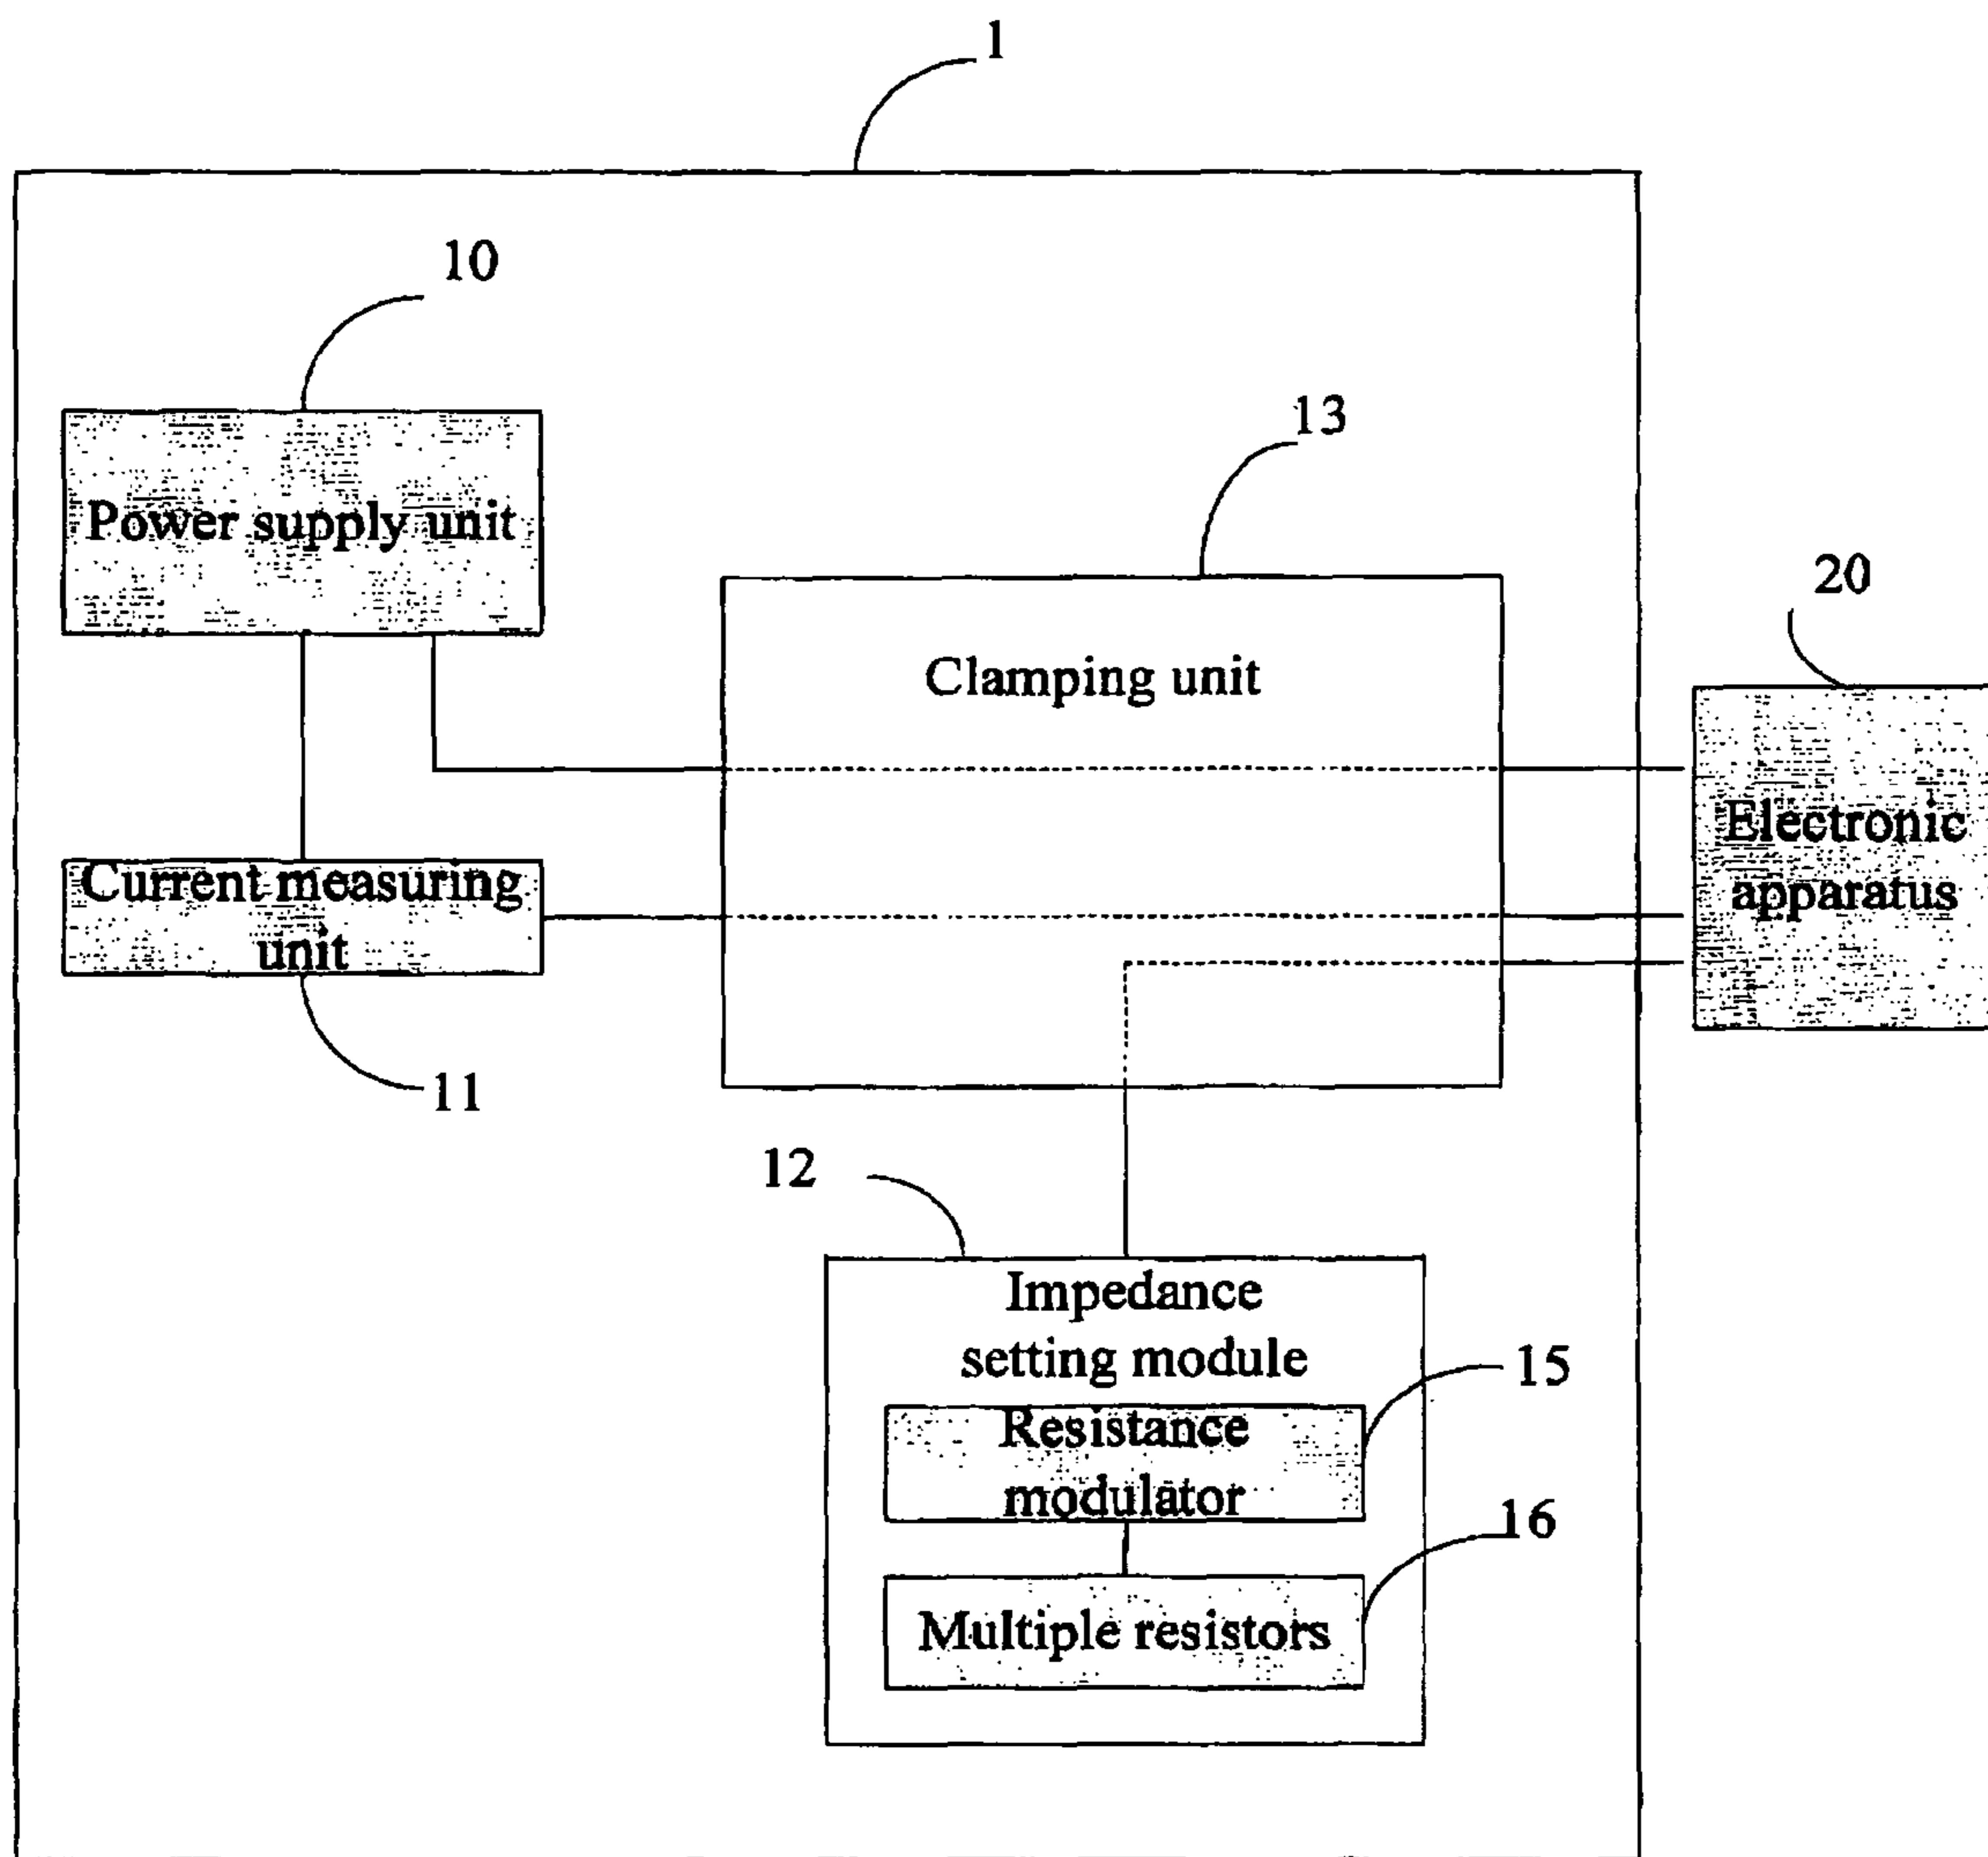 1
10
Power supply unit
13
Clamping unit
20
Electronic
apparatus
Current measuring
unit
11
12
Impedance
setting module
15
Resistance
modulator
16
Multiple resistors